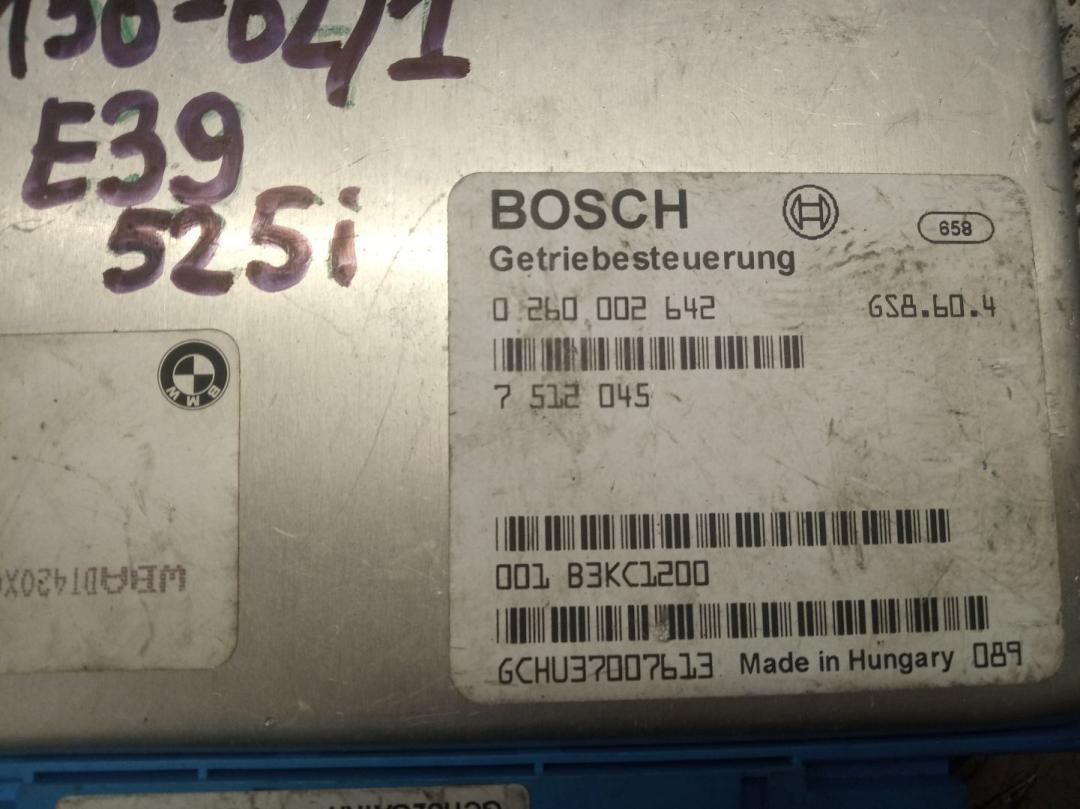 E39
525i
BOSCH
658
Getriebesteuerung
0 260 002 642 GS8.60.4
7 512 045
BMW
001 B3KC1200
GCHU37007613 Made in Hungary 089